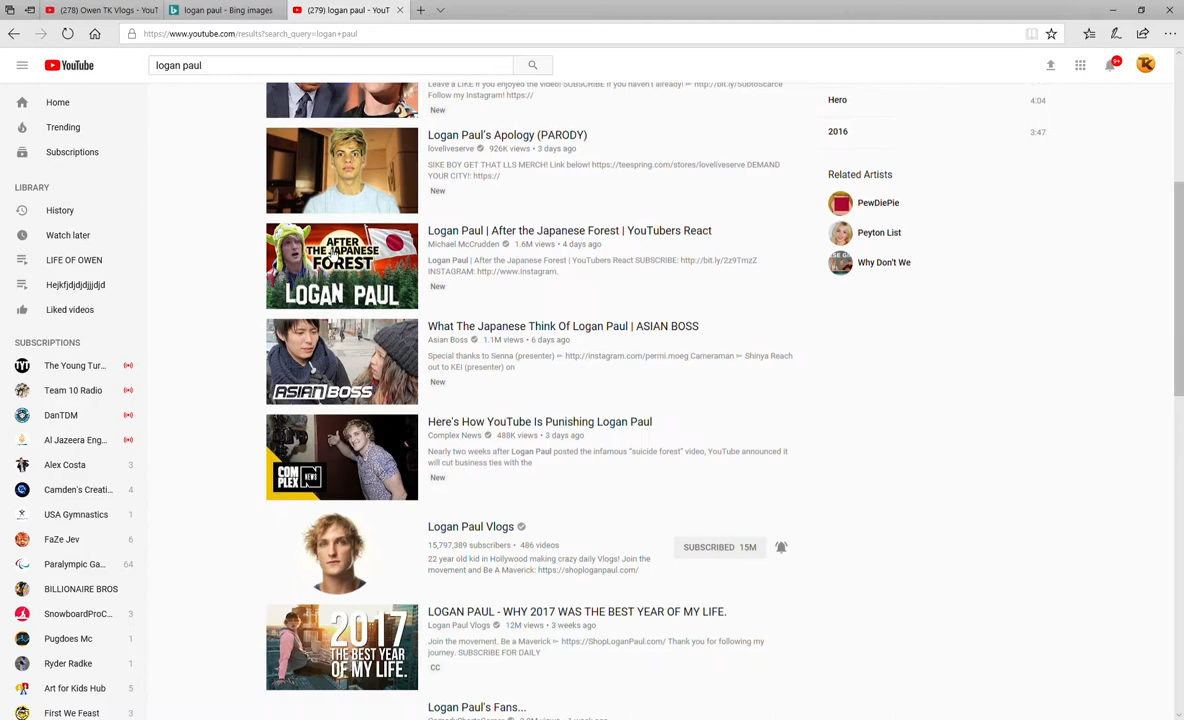 (278) Owen TK Vlogs - YouT
logan paul - Bing images
(279) logan paul - YouT
https://www.youtube.com/results?search_query=logan+paul
YouTube
logan paul
9+
TK
Home
Trending
Subscriptions
LIBRARY
History
Watch later
LIFE OF OWEN
Hejkfjdjdjdjjjdjd
Liked videos
SUBSCRIPTIONS
The Young Tur...
Team 10 Radio
DanTDM
Al Jazeera Eng...
Alex Costa 3
Camden's Creati... 4
USA Gymnastics 1
FaZe Jev 6
Paralympic Ga... 64
BILLIONAIRE BROS
SnowboardProC... 3
Pugdoes Mc 1
Ryder Radke 1
Art for Kids Hub 5
First We Feast 3
Leave a LIKE if you enjoyed the video! SUBSCRIBE if you haven't already! ➨ http://bit.ly/SubtoScarce
Follow my Instagram! https://
New
Logan Paul's Apology (PARODY)
loveliveserve 926K views • 3 days ago
SIKE BOY GET THAT LLS MERCH! Link below! https://teespring.com/stores/loveliveserve DEMAND
YOUR CITY!: https://
New
AFTER
THE JAPANESE
FOREST
LOGAN PAUL
Logan Paul | After the Japanese Forest | YouTubers React
Michael McCrudden 1.6M views • 4 days ago
Logan Paul | After the Japanese Forest | YouTubers React SUBSCRIBE: http://bit.ly/2z9TmzZ
INSTAGRAM: http://www.instagram.
New
ASIAN BOSS
What The Japanese Think Of Logan Paul | ASIAN BOSS
Asian Boss 1.1M views • 6 days ago
Special thanks to Senna (presenter) ➨ http://instagram.com/permi.moeg Cameraman ➨ Shinya Reach
out to KEI (presenter) on
New
COM
PLEX
NEWS
Here's How YouTube Is Punishing Logan Paul
Complex News 488K views • 3 days ago
Nearly two weeks after Logan Paul posted the infamous "suicide forest" video, YouTube announced it
will cut business ties with the
New
Logan Paul Vlogs
15,797,389 subscribers • 486 videos
22 year old kid in Hollywood making crazy daily Vlogs! Join the
movement and Be A Maverick: https://shoploganpaul.com/
SUBSCRIBED 15M
2017
THE BEST YEAR
OF MY LIFE.
LOGAN PAUL - WHY 2017 WAS THE BEST YEAR OF MY LIFE.
Logan Paul Vlogs 12M views • 3 weeks ago
Join the movement. Be a Maverick ➨ https://ShopLoganPaul.com/ Thank you for following my
journey. SUBSCRIBE FOR DAILY
CC
Logan Paul's Fans...
Hero 4:04
2016 3:47
Related Artists
PewDiePie
Peyton List
Why Don't We